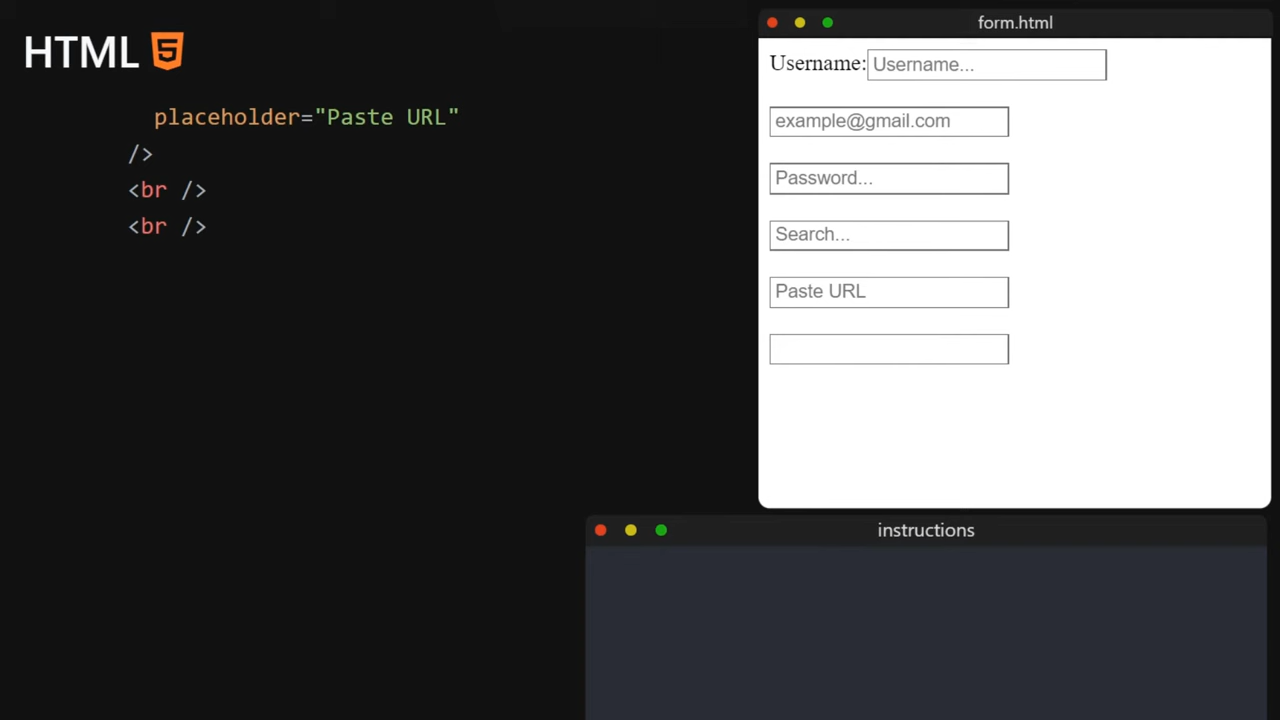 HTML 5
placeholder="Paste URL"
/>
<br />
<br />
form.html
Username: Username...
example@gmail.com
Password...
Search...
Paste URL
instructions